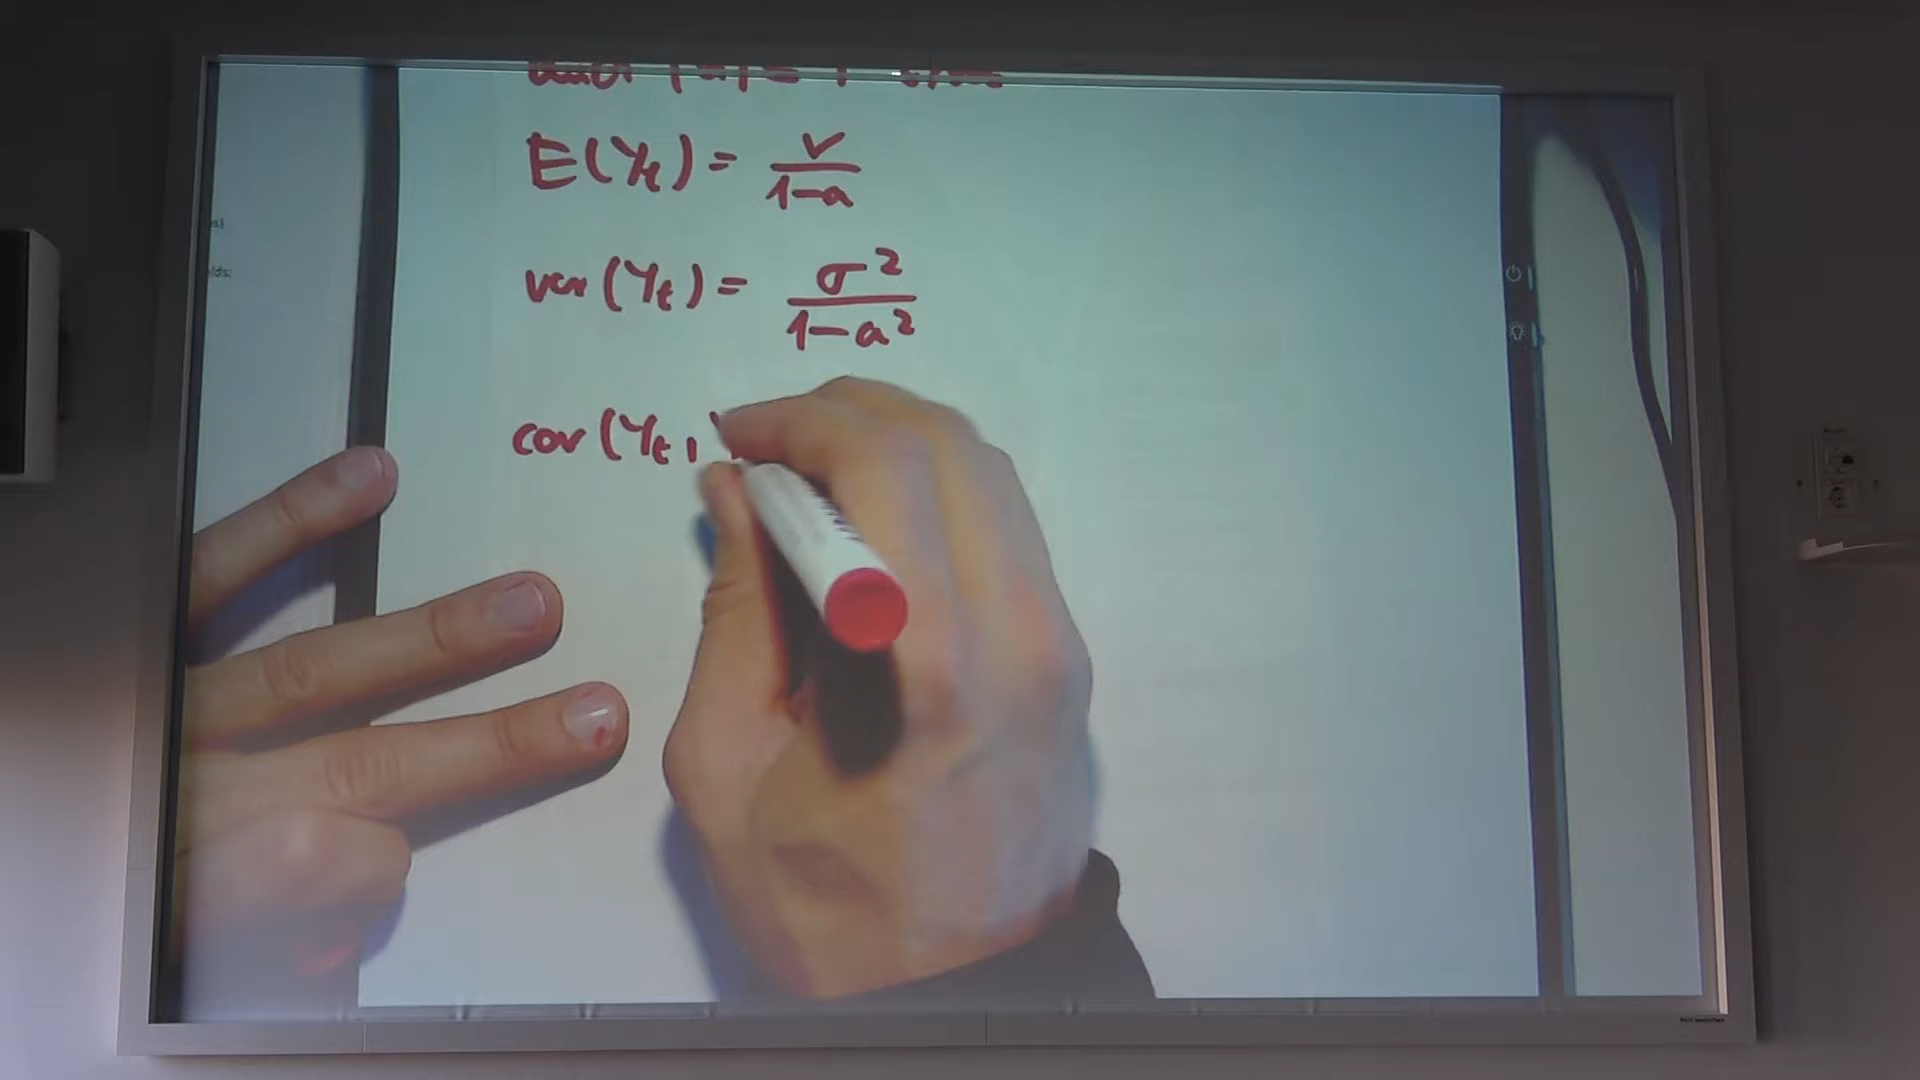 E(Yt) = ν/(1-a)
var(Yt) = σ²/(1-a²)
cov(Yt,